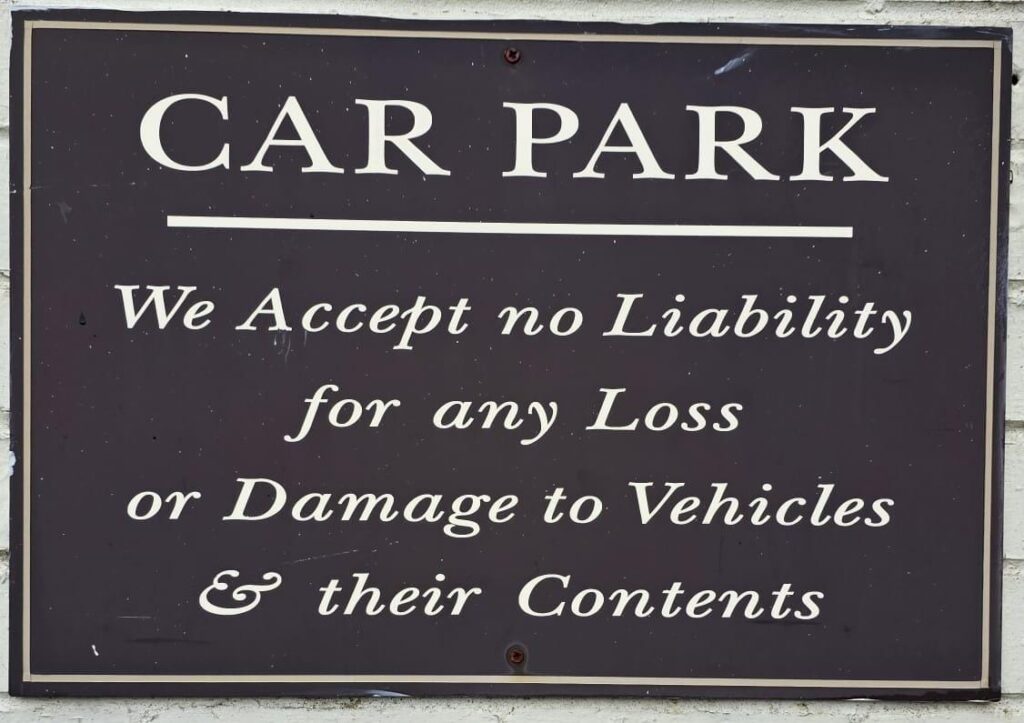 CAR PARK
We Accept no Liability
for any Loss
or Damage to Vehicles
& their Contents